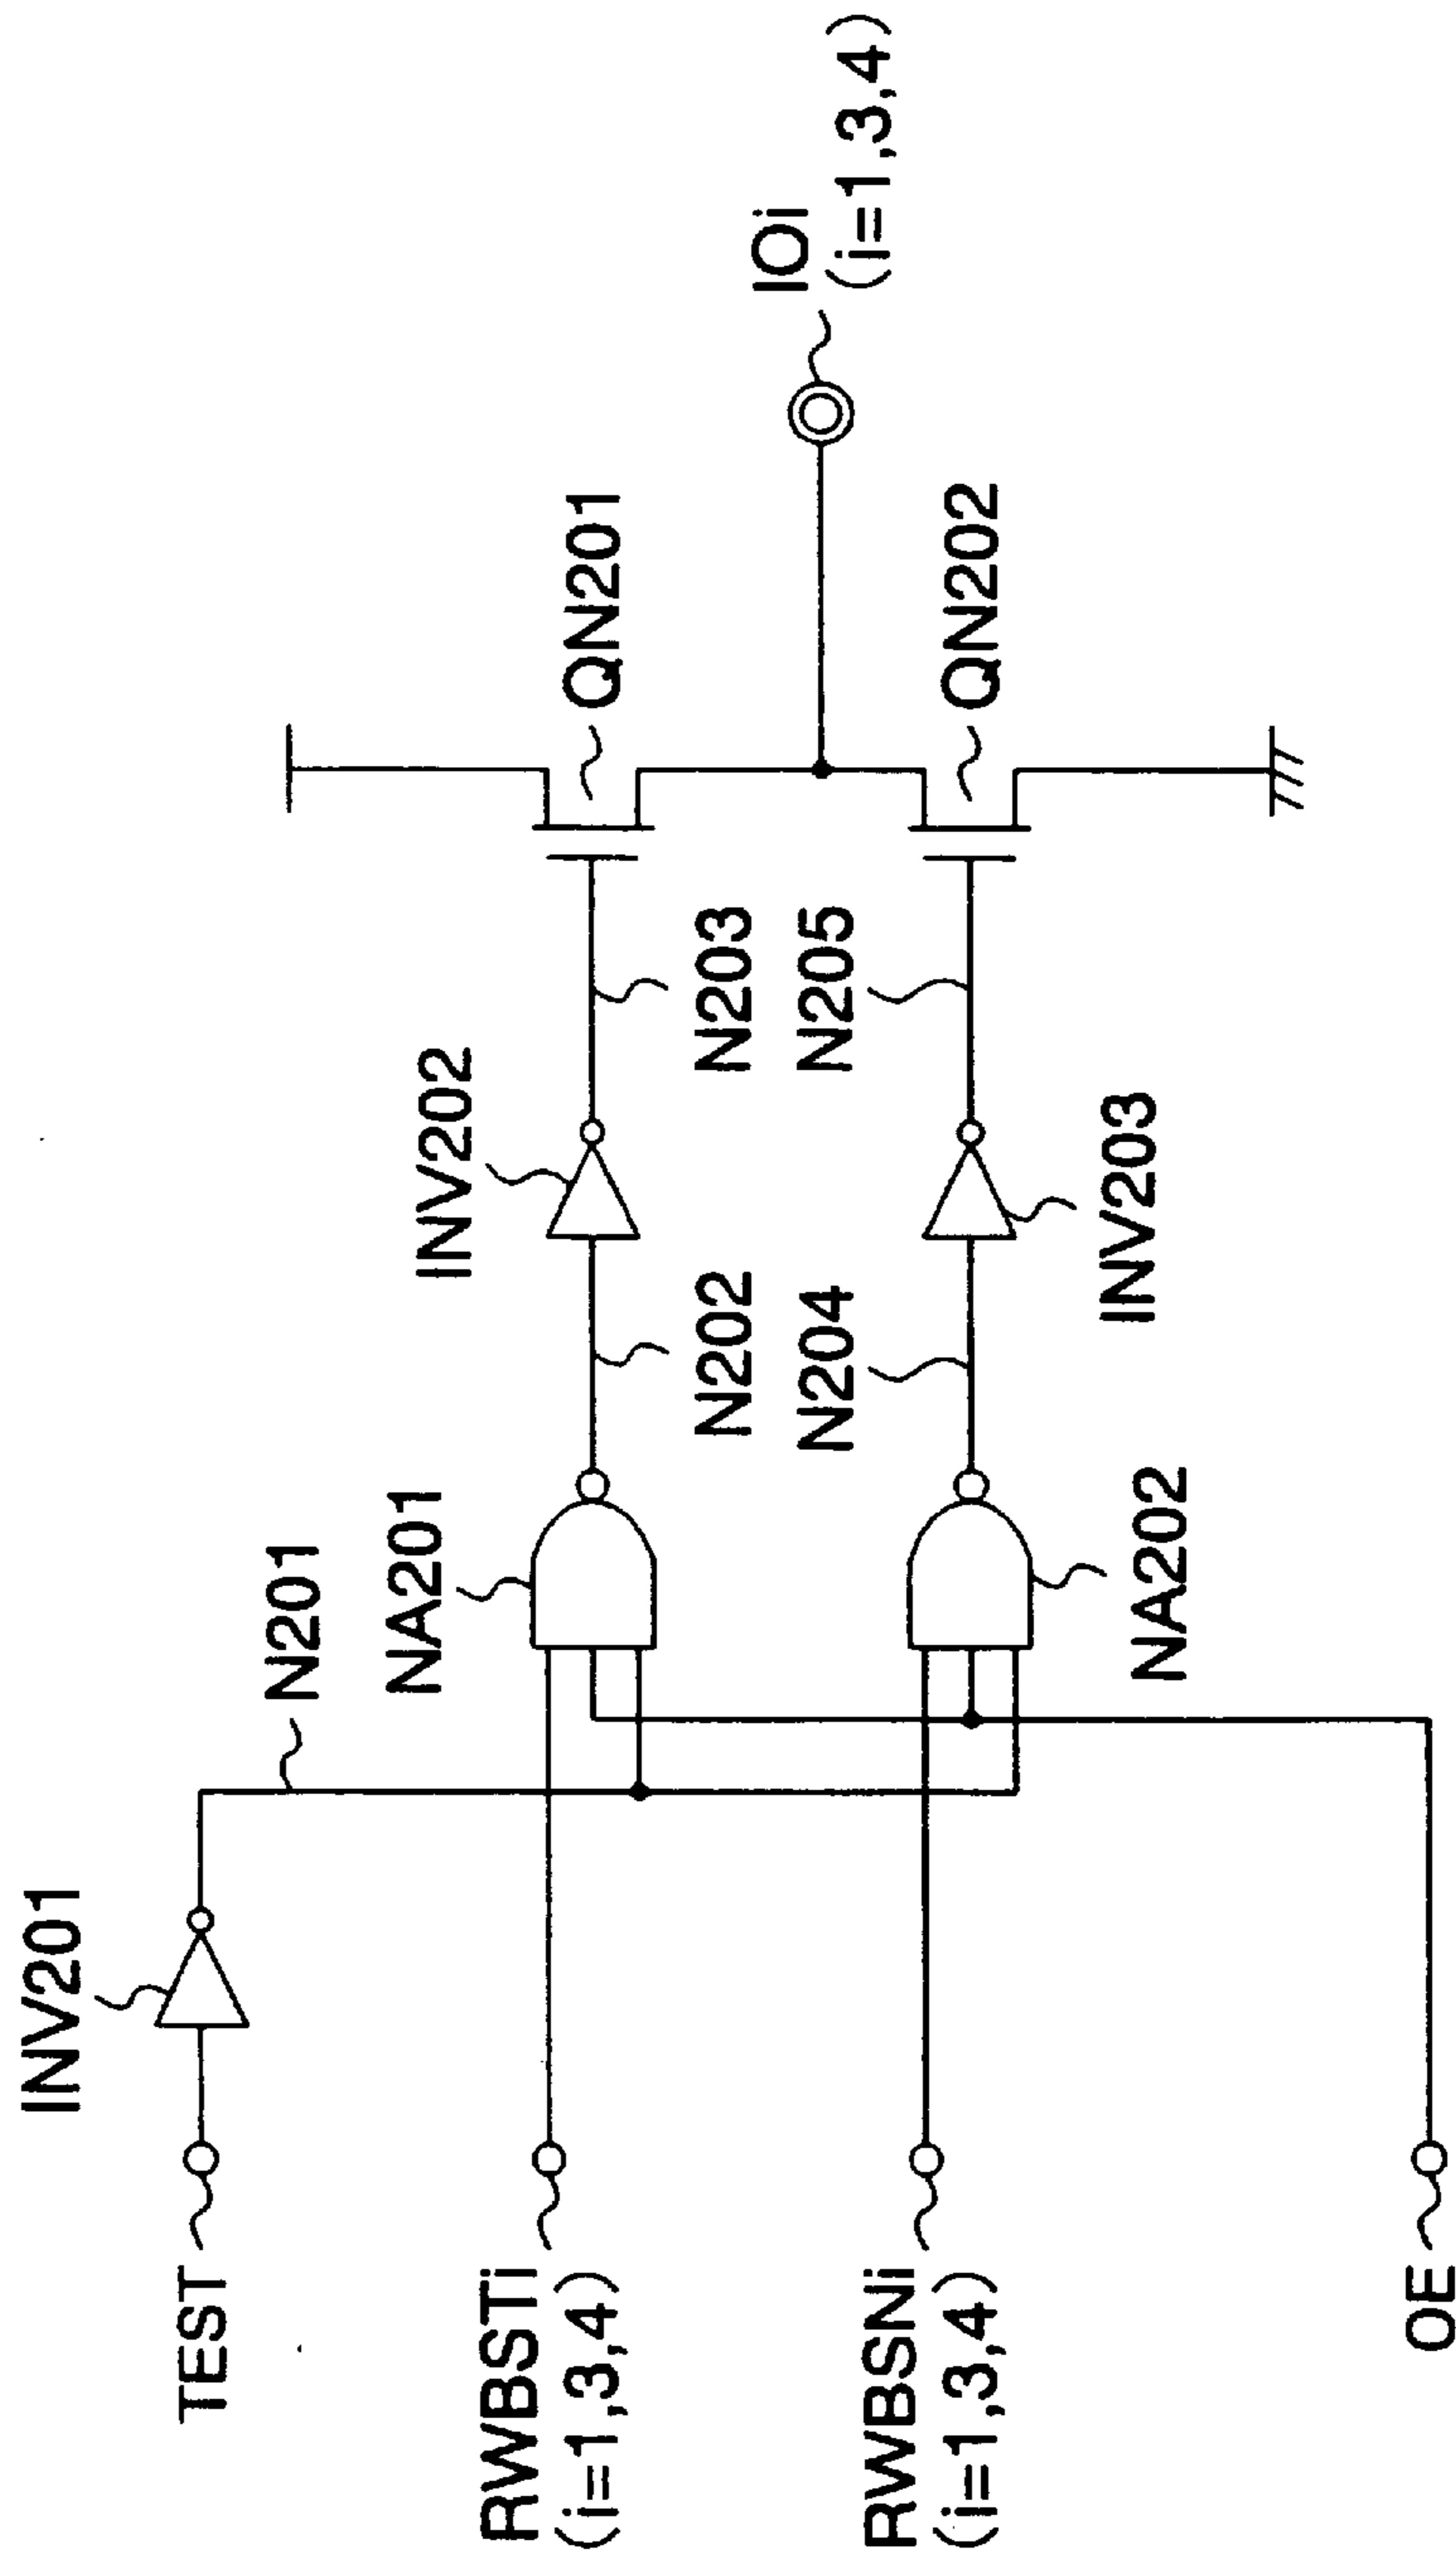 INV201
N201
TEST
NA201
INV202
QN201
RWBSTi
(i=1,3,4)
N202
N203
IOi
(i=1,3,4)
N204
N205
RWBSNi
(i=1,3,4)
NA202
INV203
QN202
OE